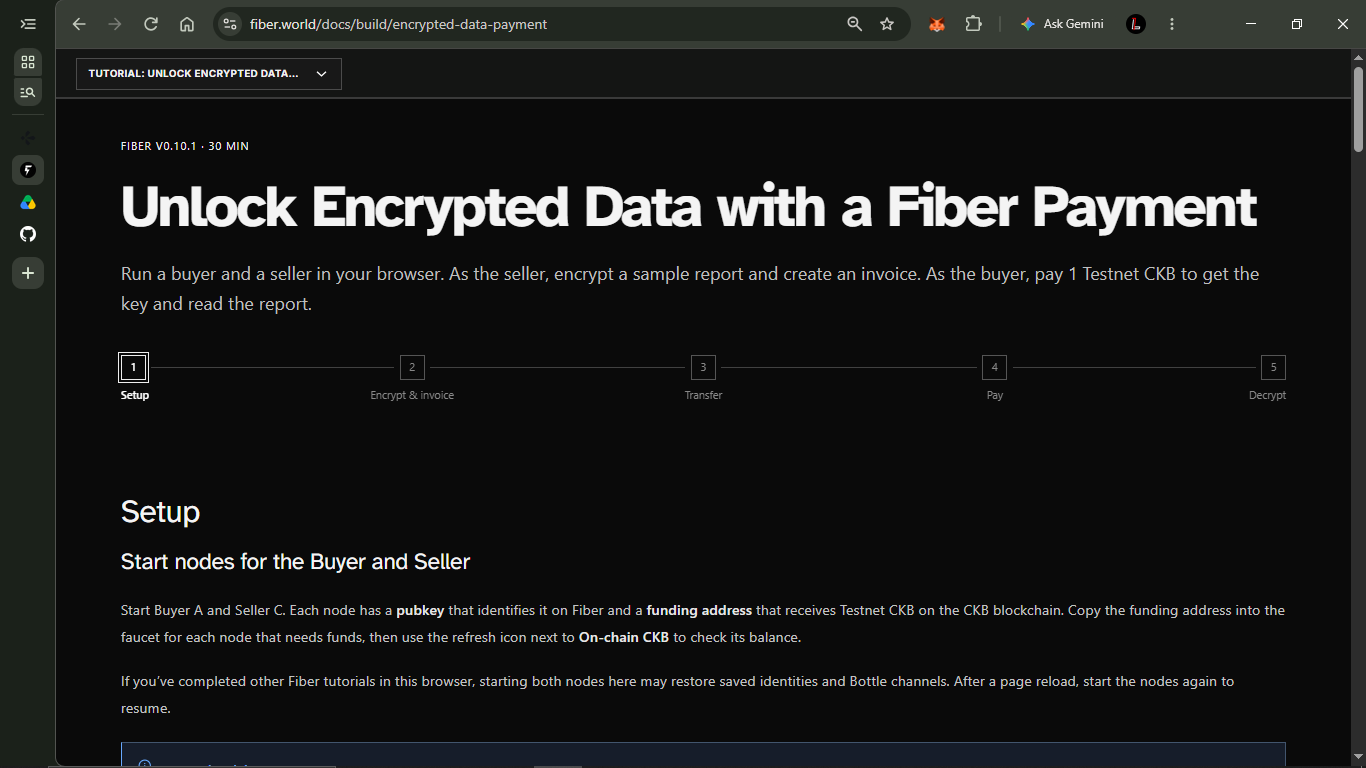 fiber.world/docs/build/encrypted-data-payment
Ask Gemini
TUTORIAL: UNLOCK ENCRYPTED DATA...
FIBER V0.10.1 · 30 MIN
Unlock Encrypted Data with a Fiber Payment
Run a buyer and a seller in your browser. As the seller, encrypt a sample report and create an invoice. As the buyer, pay 1 Testnet CKB to get the
key and read the report.
1 2 3 4 5
Setup Encrypt & invoice Transfer Pay Decrypt
Setup
Start nodes for the Buyer and Seller
Start Buyer A and Seller C. Each node has a pubkey that identifies it on Fiber and a funding address that receives Testnet CKB on the CKB blockchain. Copy the funding address into the
faucet for each node that needs funds, then use the refresh icon next to On-chain CKB to check its balance.
If you’ve completed other Fiber tutorials in this browser, starting both nodes here may restore saved identities and Bottle channels. After a page reload, start the nodes again to
resume.